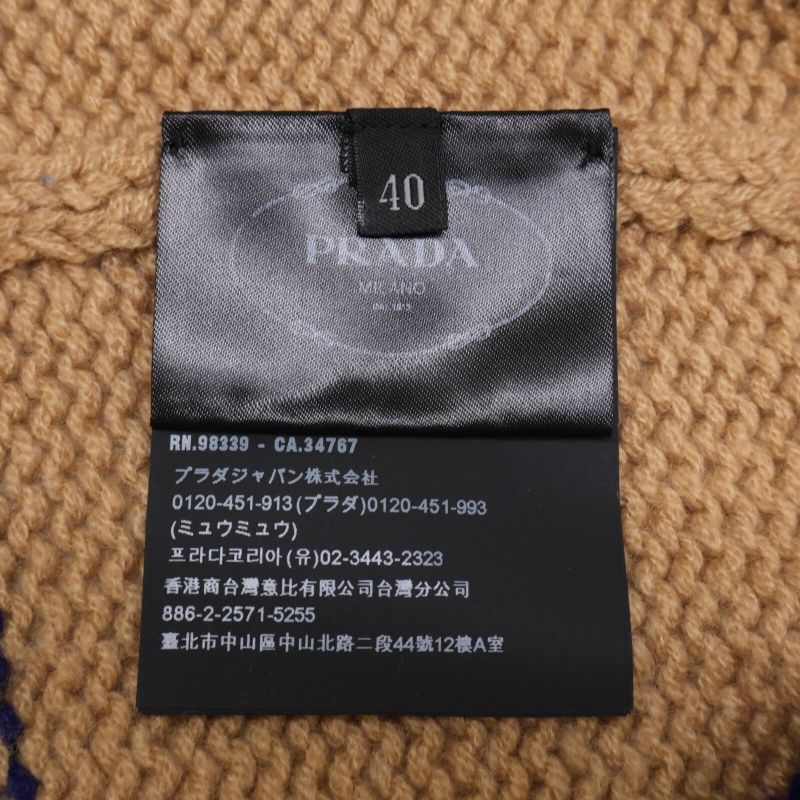 40
PRADA
MILANO
RN.98339 - CA.34767
プラダジャパン株式会社
0120-451-913(プラダ)0120-451-993
(ミュウミュウ)
프라다코리아(유)02-3443-2323
香港商台灣意比有限公司台灣分公司
886-2-2571-5255
臺北市中山區中山北路二段44號12樓A室